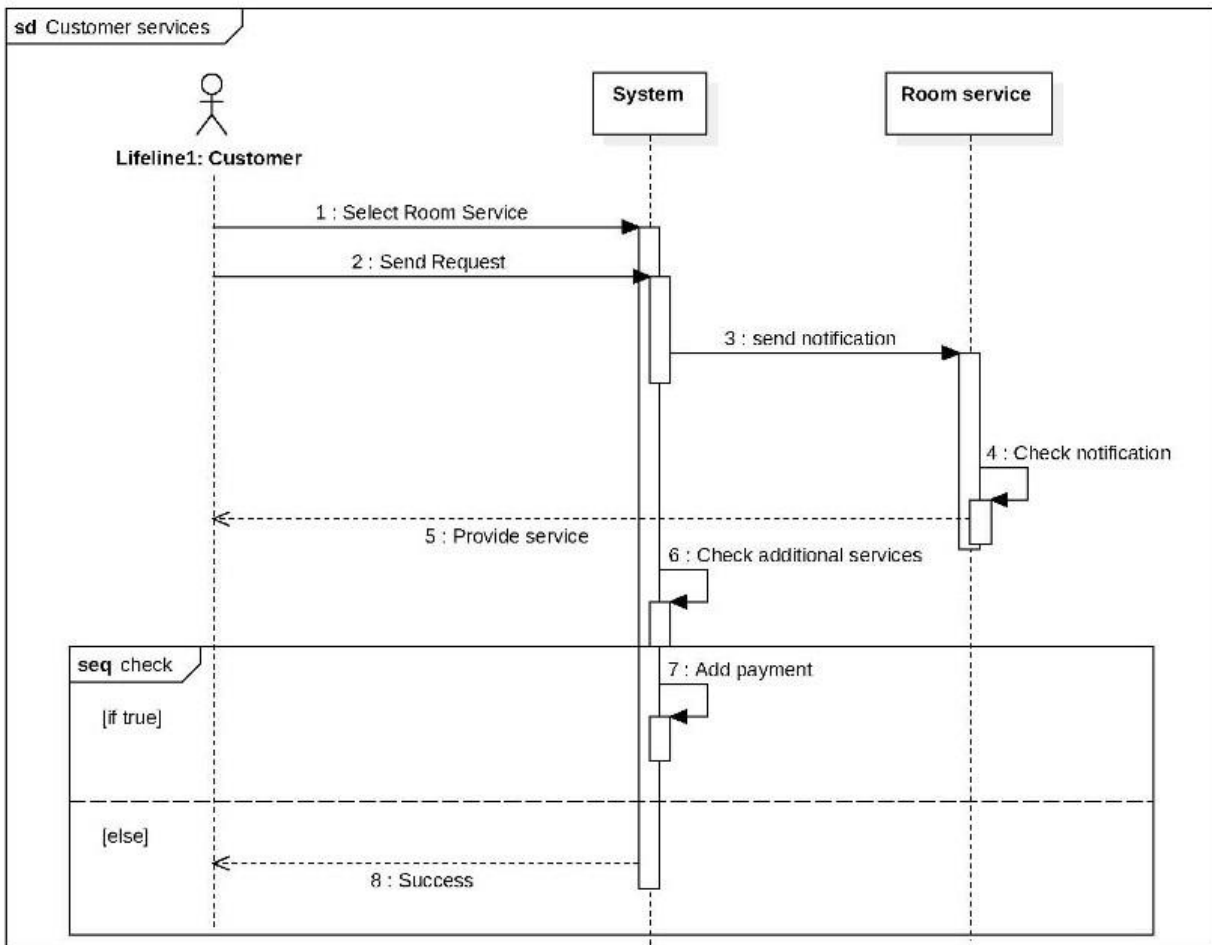 sd Customer services
System
Room service
Lifeline1: Customer
1 : Select Room Service
2 : Send Request
3 : send notification
4 : Check notification
5 : Provide service
6 : Check additional services
seq check
7 : Add payment
[if true]
[else]
8 : Success